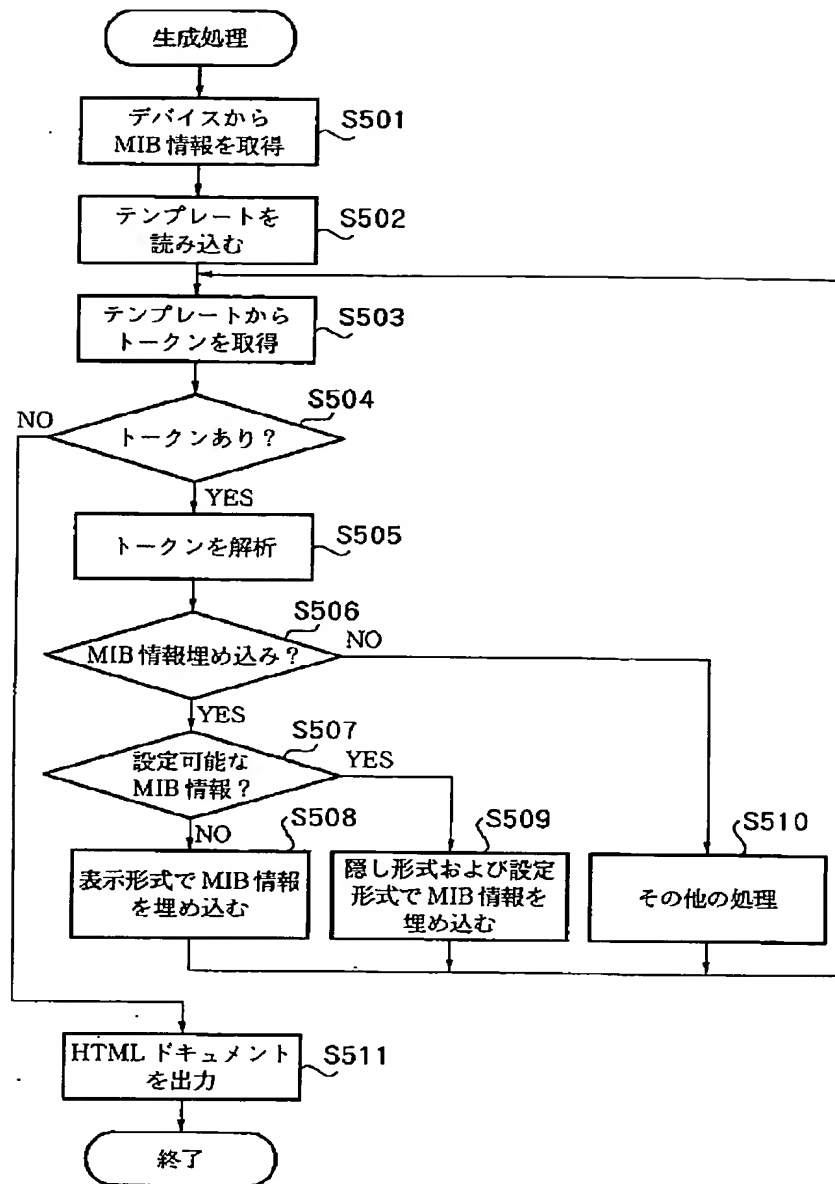 生成処理
デバイスから
MIB 情報を取得
S501
テンプレートを
読み込む
S502
テンプレートから
トークンを取得
S503
S504
NO
トークンあり?
YES
トークンを解析
S505
S506
MIB 情報埋め込み?
NO
YES
S507
設定可能な
MIB 情報?
YES
NO
S508
表示形式で MIB 情報
を埋め込む
S509
隠し形式および設定
形式で MIB 情報を
埋め込む
S510
その他の処理
HTML ドキュメント
を出力
S511
終了